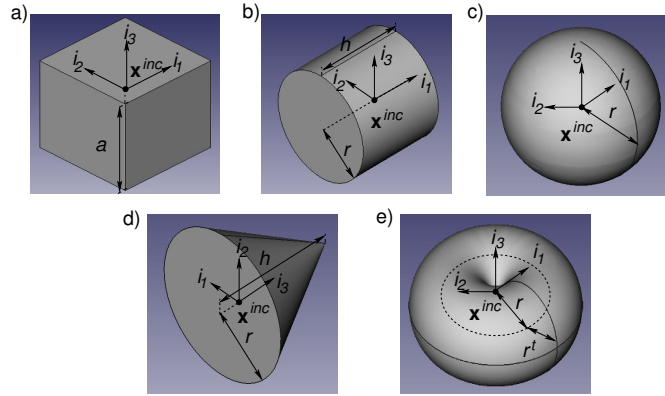 a)
i3
i2
x^inc
i1
a
b)
h
i3
i2
i1
x^inc
r
c)
i3
i1
i2
r
x^inc
d)
i2
h
i1
i3
x^inc
r
e)
i3
i1
i2
x^inc
r
r^t